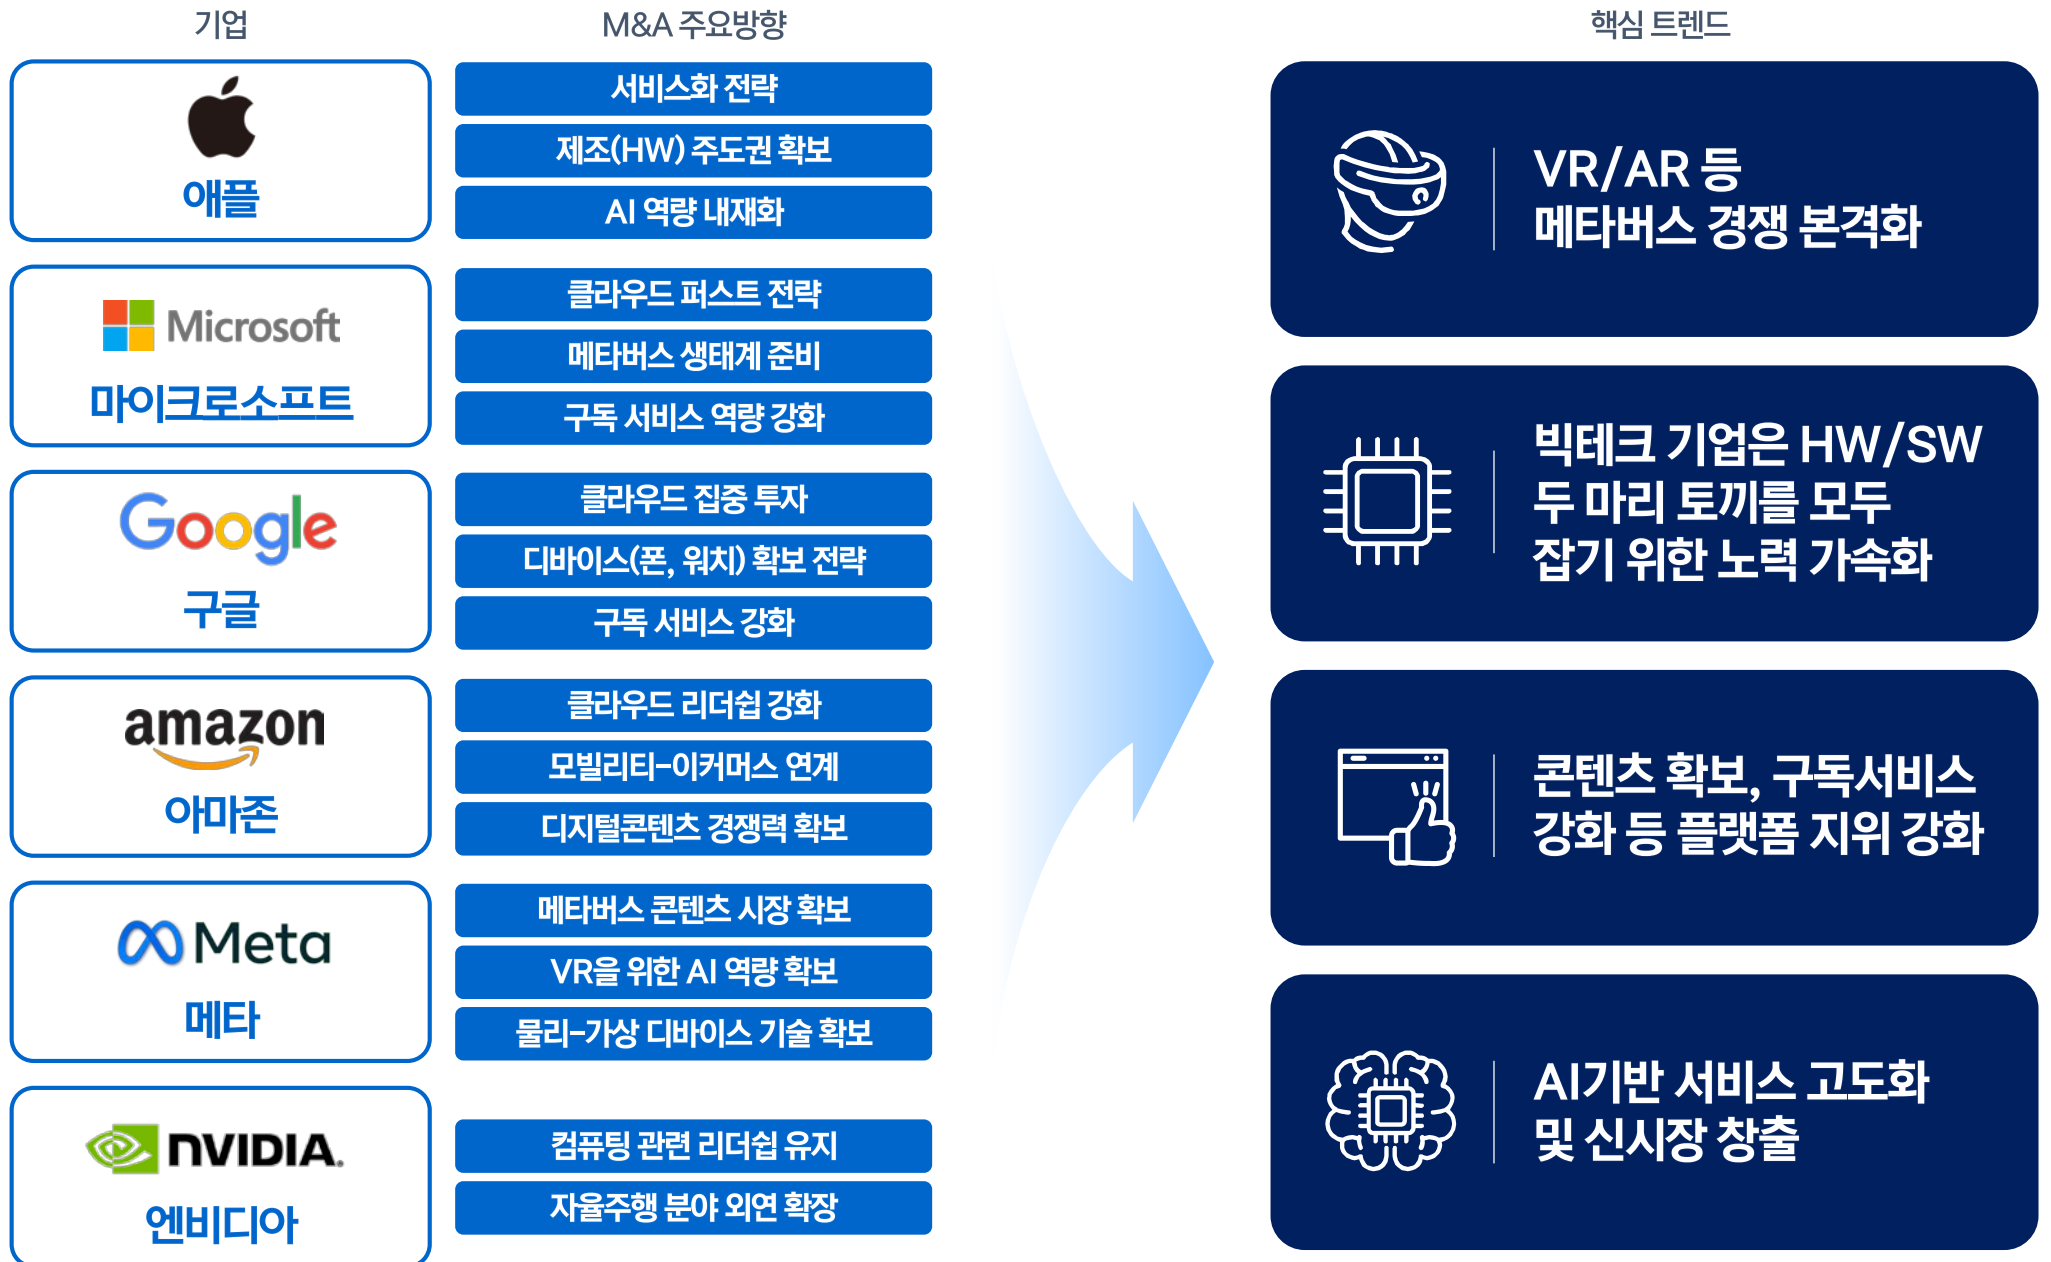 기업
M&A 주요방향
핵심 트렌드
애플
서비스화 전략
제조(HW) 주도권 확보
AI 역량 내재화
Microsoft
마이크로소프트
클라우드 퍼스트 전략
메타버스 생태계 준비
구독 서비스 역량 강화
Google
구글
클라우드 집중 투자
디바이스(폰, 워치) 확보 전략
구독 서비스 강화
amazon
아마존
클라우드 리더쉽 강화
모빌리티-이커머스 연계
디지털콘텐츠 경쟁력 확보
Meta
메타
메타버스 콘텐츠 시장 확보
VR을 위한 AI 역량 확보
물리-가상 디바이스 기술 확보
NVIDIA.
엔비디아
컴퓨팅 관련 리더쉽 유지
자율주행 분야 외연 확장
VR/AR 등
메타버스 경쟁 본격화
빅테크 기업은 HW/SW
두 마리 토끼를 모두
잡기 위한 노력 가속화
콘텐츠 확보, 구독서비스
강화 등 플랫폼 지위 강화
AI기반 서비스 고도화
및 신시장 창출